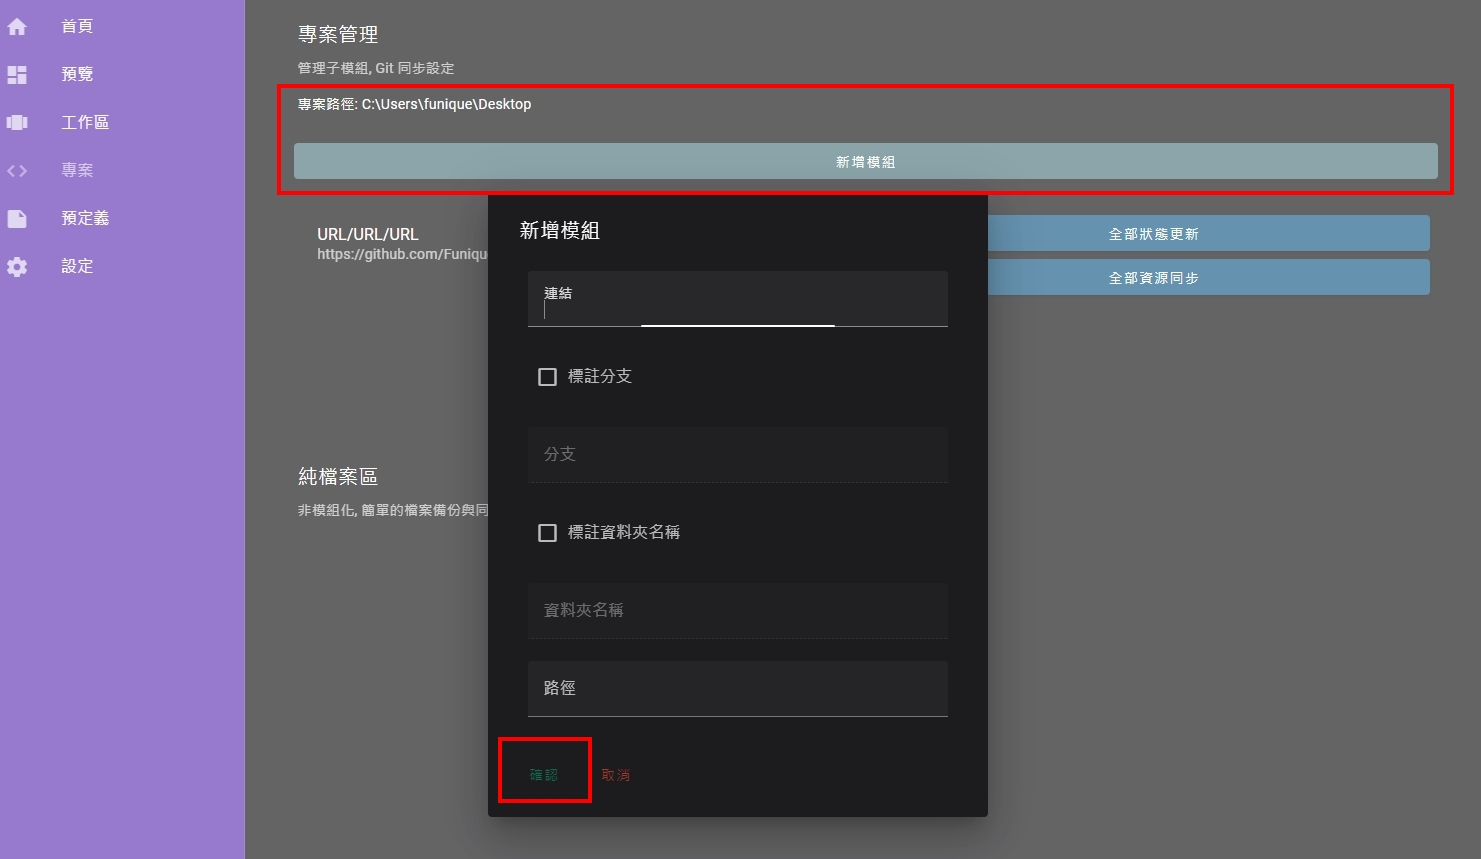 首頁
預覽
工作區
專案
預定義
設定
專案管理
管理子模組, Git 同步設定
專案路徑: C:\Users\funique\Desktop
新增模組
URL/URL/URL
https://github.com/Funiqu
全部狀態更新
全部資源同步
純檔案區
非模組化, 簡單的檔案備份與同
新增模組
連結
標註分支
分支
標註資料夾名稱
資料夾名稱
路徑
確認
取消